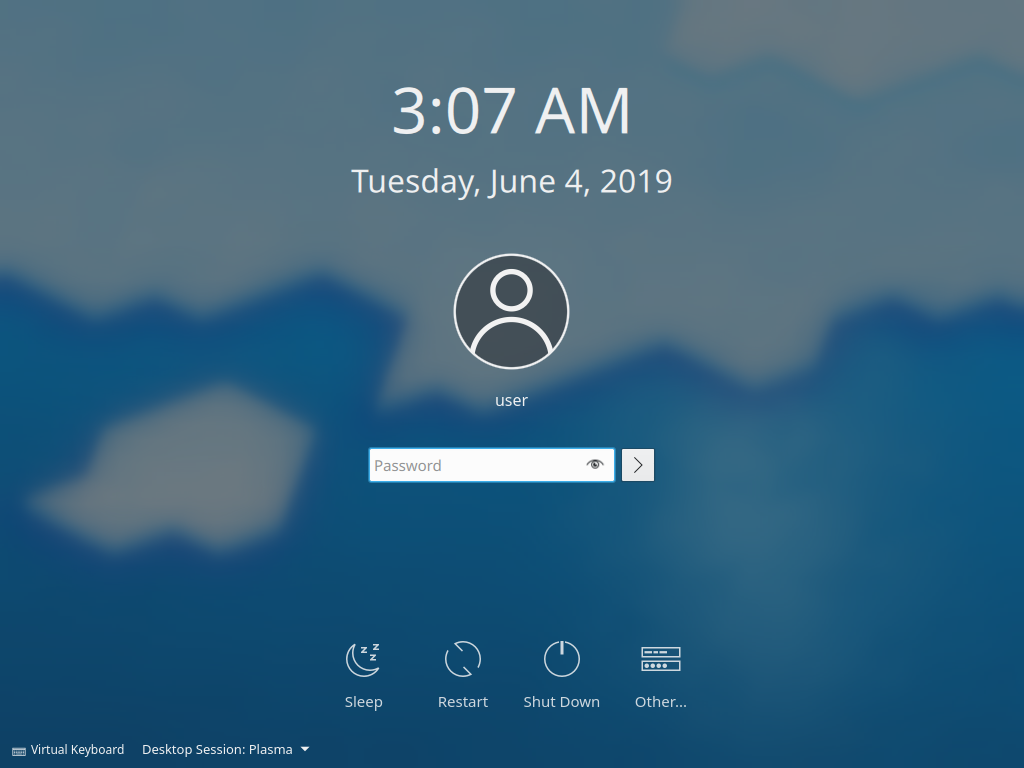 3:07 AM
Tuesday, June 4, 2019
user
Password
Sleep
Restart
Shut Down
Other...
Virtual Keyboard
Desktop Session: Plasma